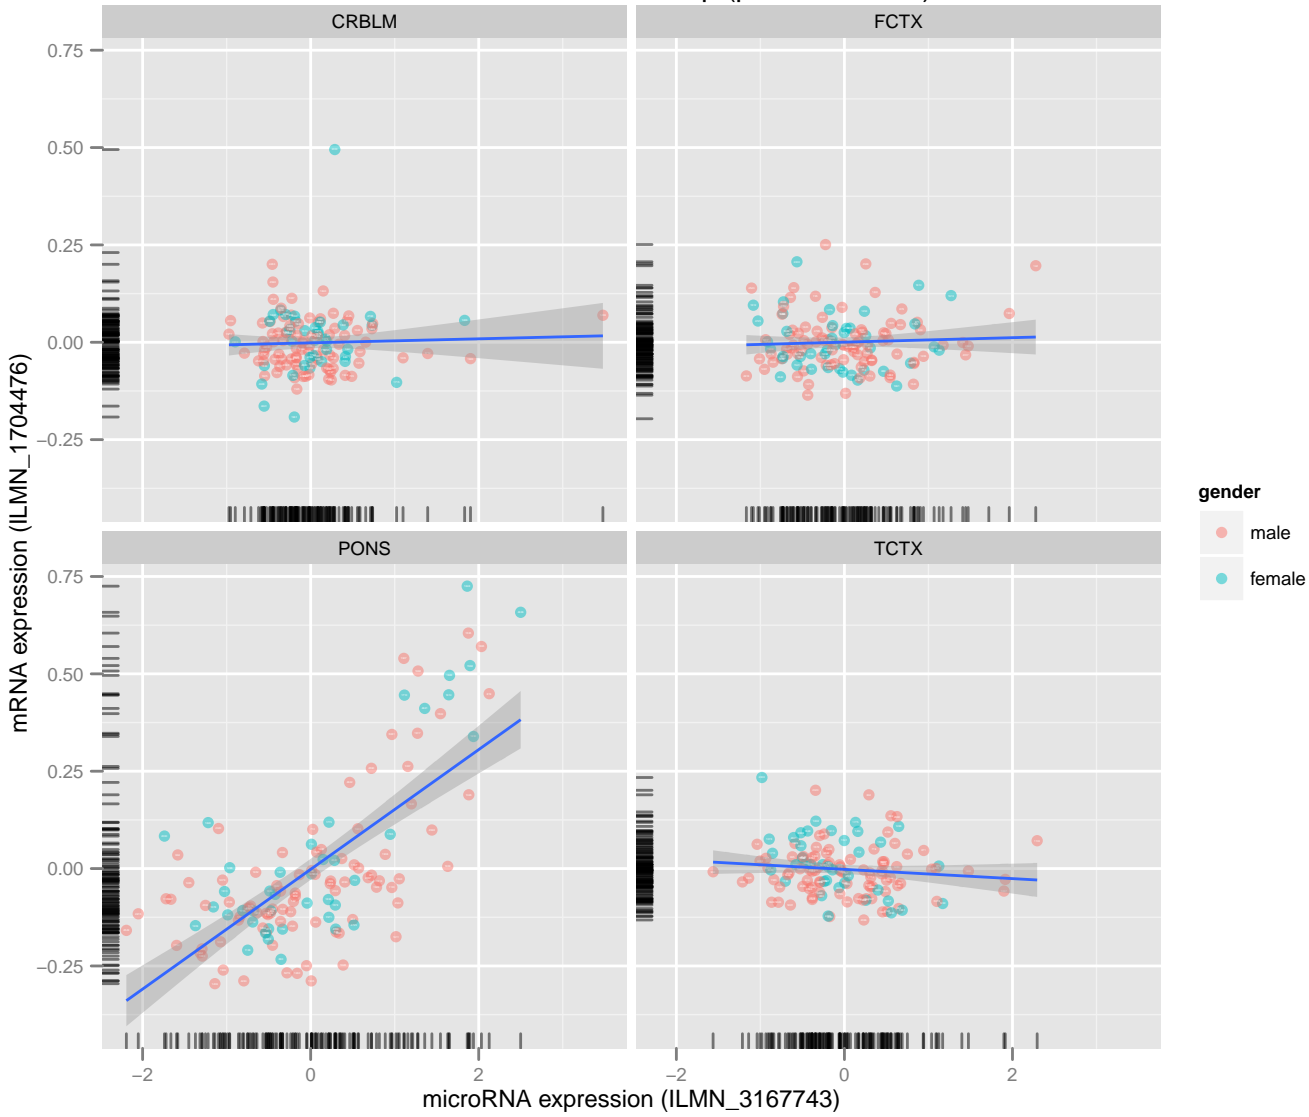 CRBLM
FCTX
0.75
0.50
0.25
0.00
−0.25
mRNA expression (ILMN_1704476)
PONS
TCTX
0.75
0.50
0.25
0.00
−0.25
−2
0
2
−2
0
2
microRNA expression (ILMN_3167743)
gender
male
female